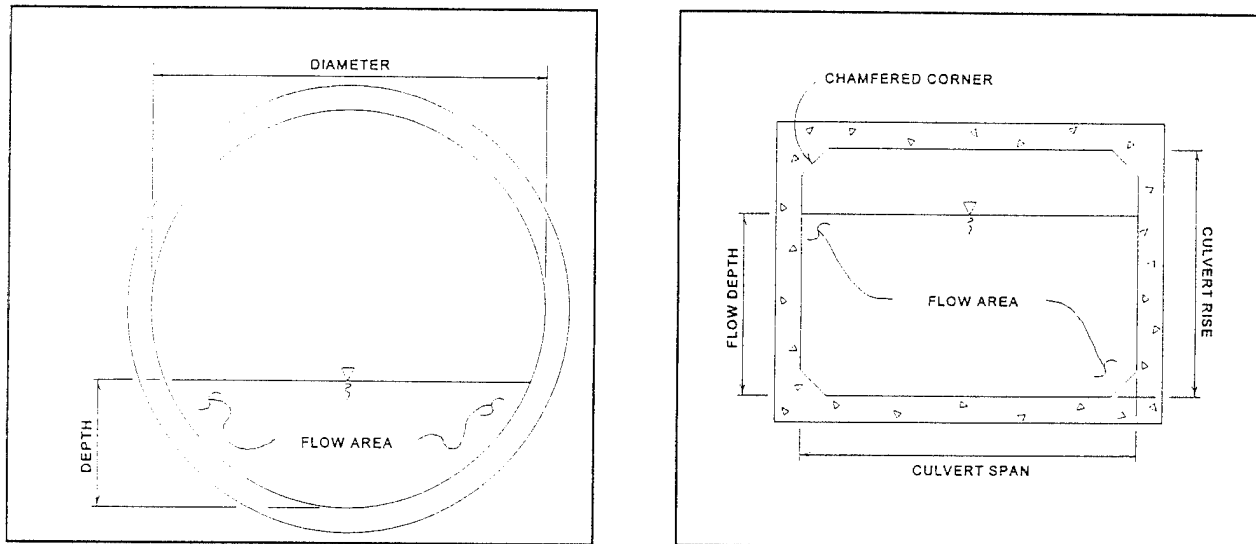 DIAMETER
DEPTH
FLOW AREA
CHAMFERED CORNER
FLOW DEPTH
FLOW AREA
CULVERT RISE
CULVERT SPAN